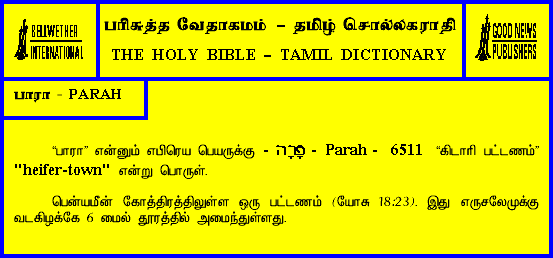 BELLWETHER
INTERNATIONAL
பரிசுத்த வேதாகமம் – தமிழ் சொல்லகராதி
THE HOLY BIBLE – TAMIL DICTIONARY
GOOD NEWS
PUBLISHERS
பாரா - PARAH
“பாரா” என்னும் எபிரெய பெயருக்கு - פָּרָה - Parah - 6511 “கிடாரி பட்டணம்”
"heifer-town" என்று பொருள்.
பென்யமீன் கோத்திரத்திலுள்ள ஒரு பட்டணம் (யோசு 18:23). இது எருசலேமுக்கு
வடகிழக்கே 6 மைல் தூரத்தில் அமைந்துள்ளது.